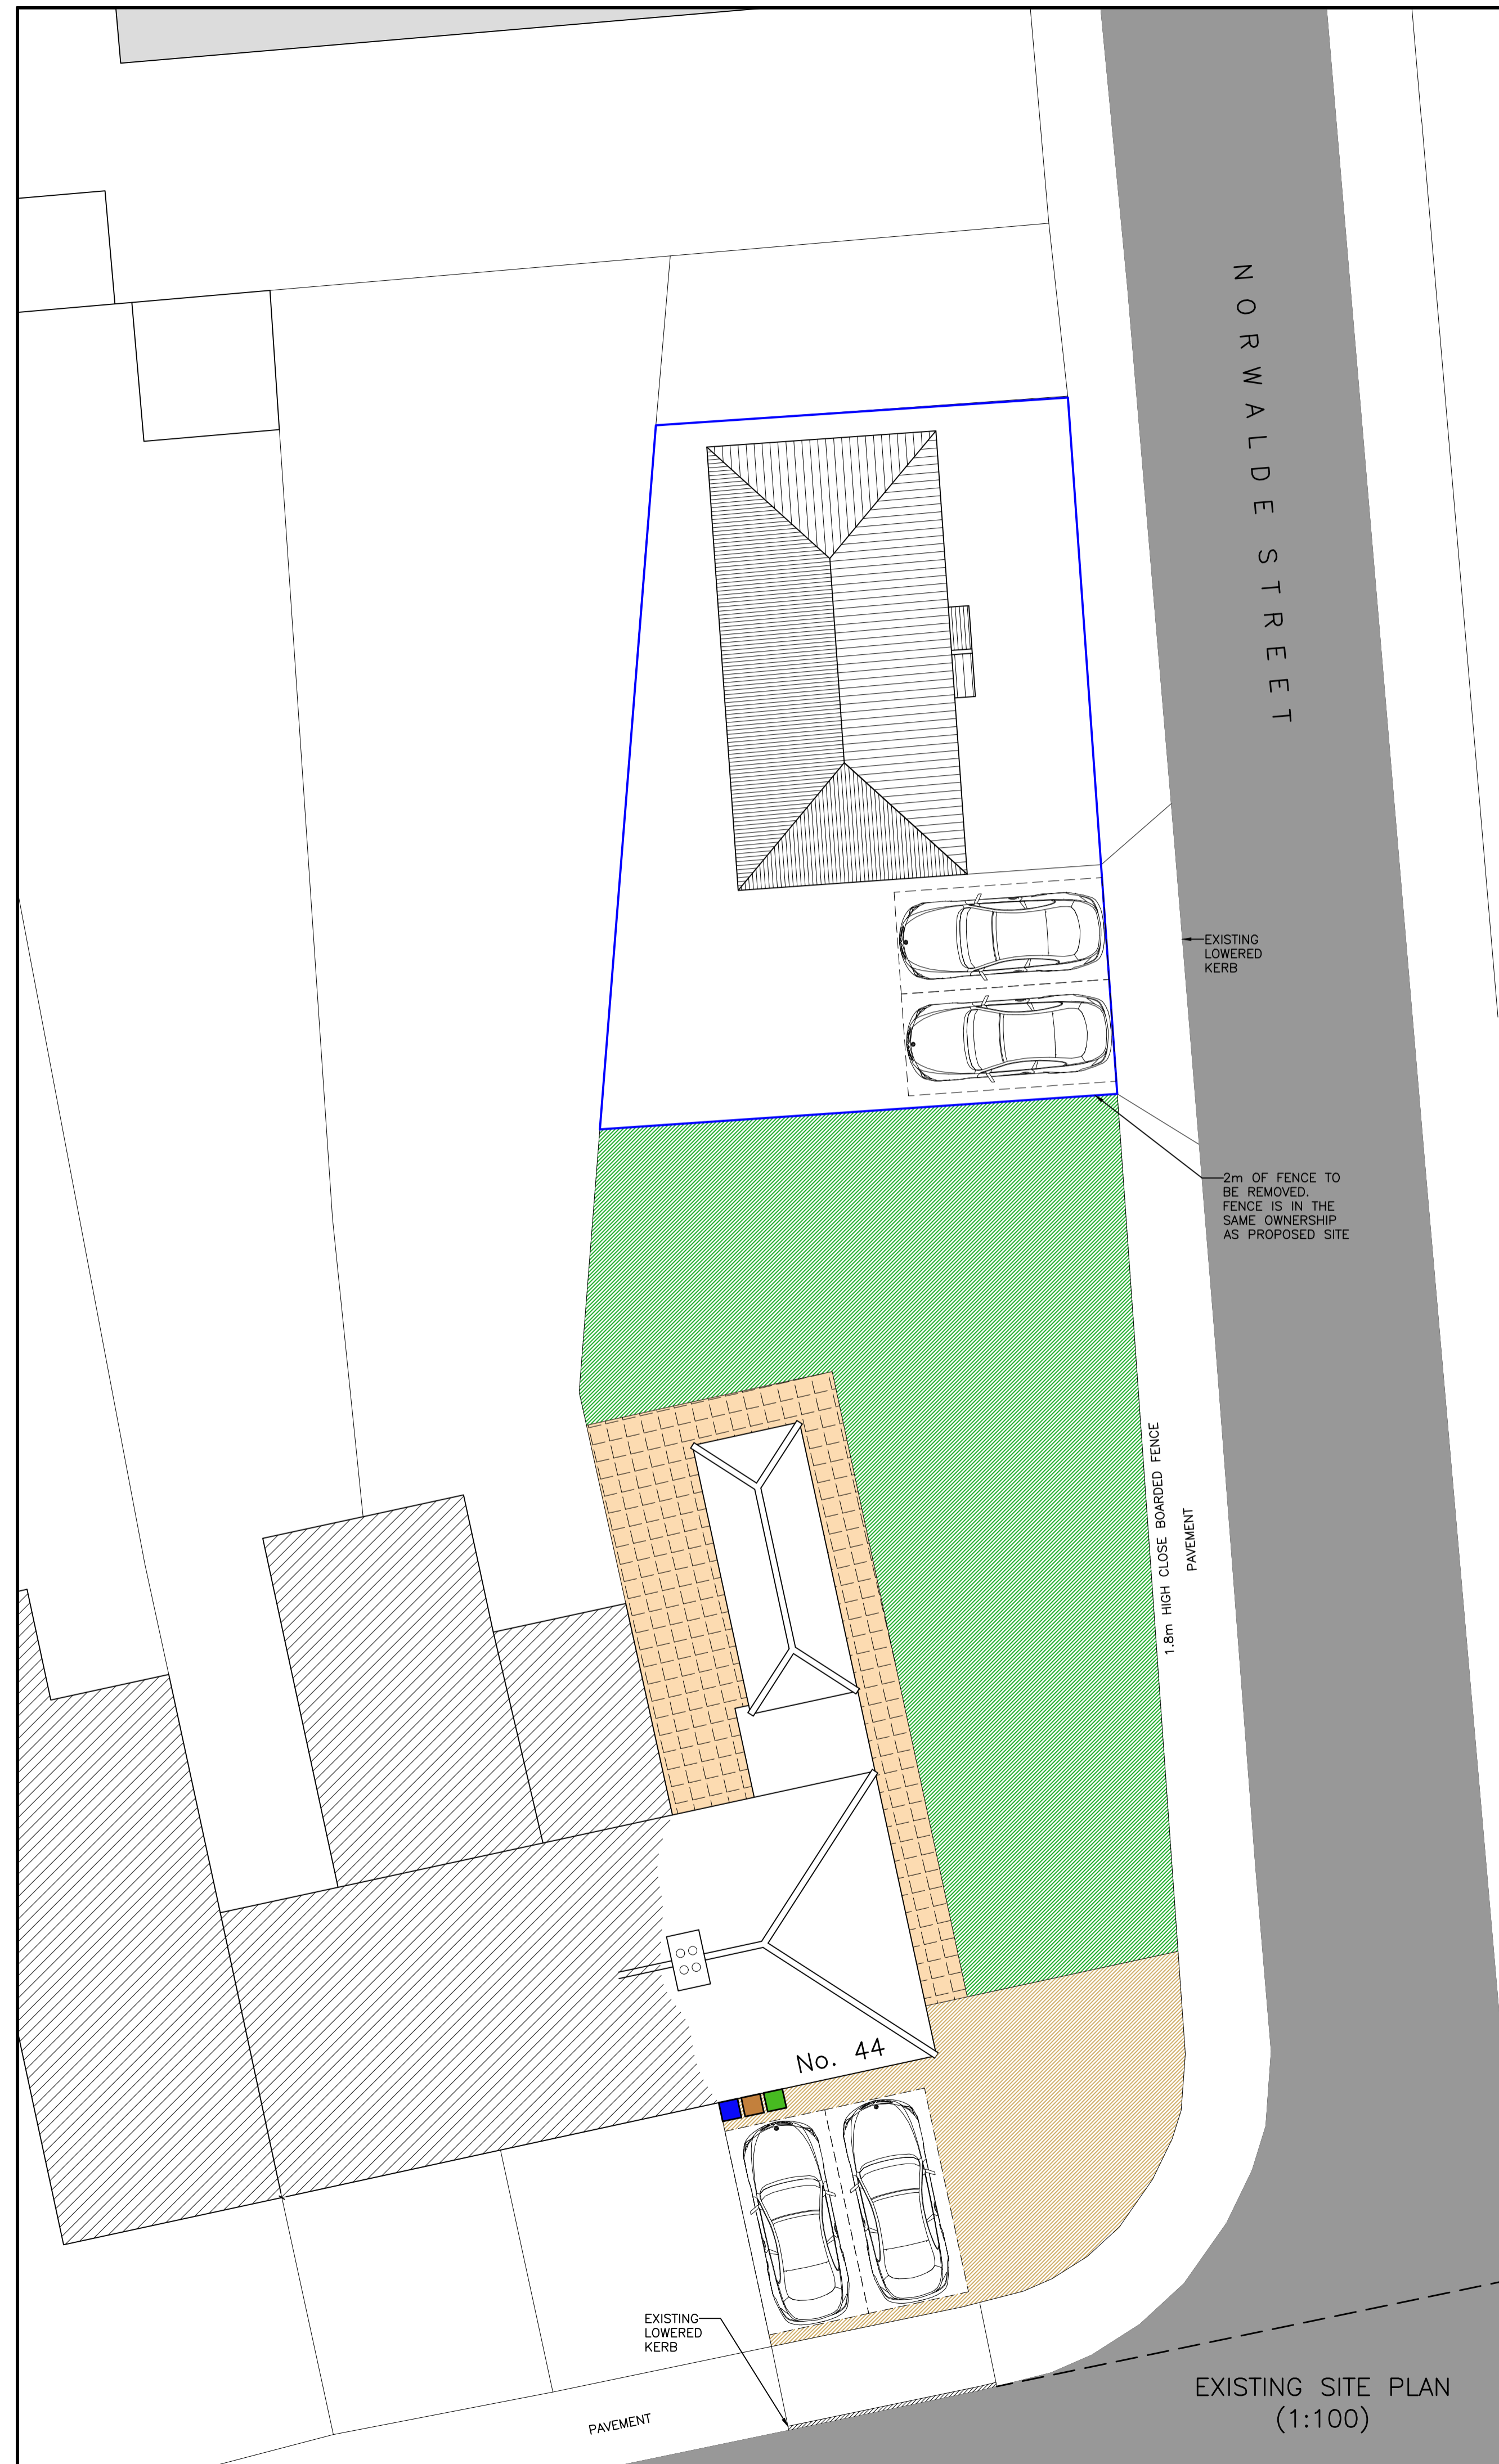 NORWALDE STREET
EXISTING
LOWERED
KERB
2m OF FENCE TO
BE REMOVED.
FENCE IS IN THE
SAME OWNERSHIP
AS PROPOSED SITE
1.8m HIGH CLOSE BOARDED FENCE
PAVEMENT
No. 44
EXISTING
LOWERED
KERB
PAVEMENT
EXISTING SITE PLAN
(1:100)